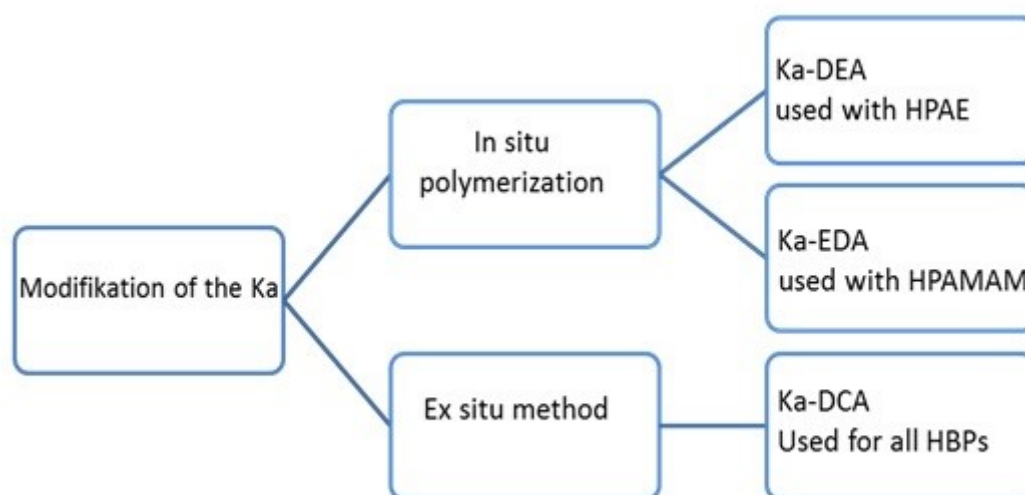 Modifikation of the Ka
In situ
polymerization
Ex situ method
Ka-DEA
used with HPAE
Ka-EDA
used with HPAMAM
Ka-DCA
Used for all HBPs